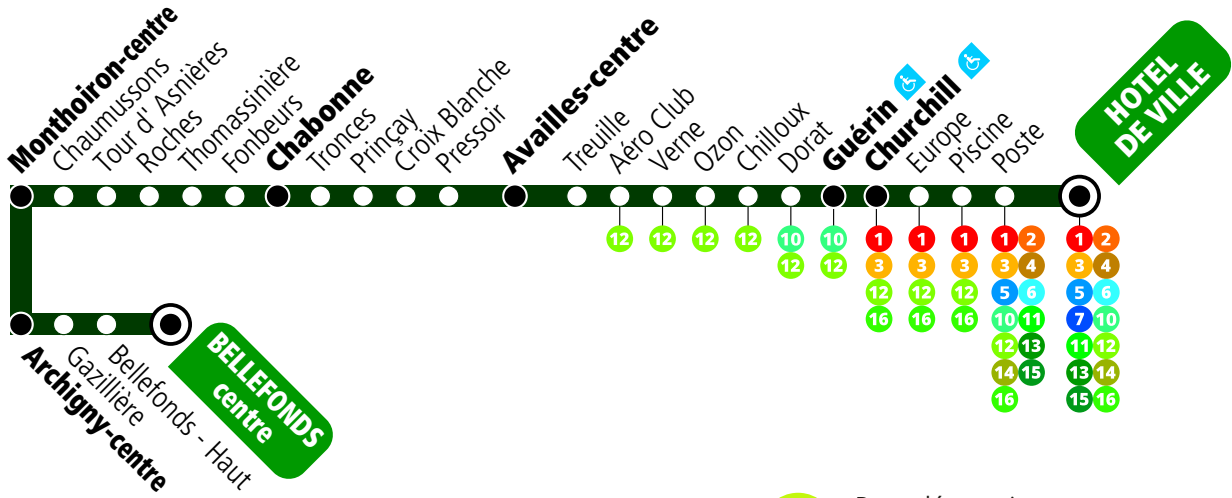 Monthoiron-centre
Chaumussons
Tour d' Asnières
Roches
Thomassinière
Fonbeurs
Chabonne
Tronces
Prinçay
Croix Blanche
Pressoir
Availles-centre
Treuille
Aéro Club
Verne
Ozon
Chilloux
Dorat
Guérin
Churchill
Europe
Piscine
Poste
HOTEL
DE VILLE
12 12 12 12 10 10 1 1 1 1 2 1 2
12 12 3 3 3 3 4 3 4
12 12 12 5 6 5 6
16 16 16 10 11 7 10
12 13 11 12
14 15 13 14
16 15 16
Archigny-centre
Gazillière
Bellefonds - Haut
BELLEFONDS
centre